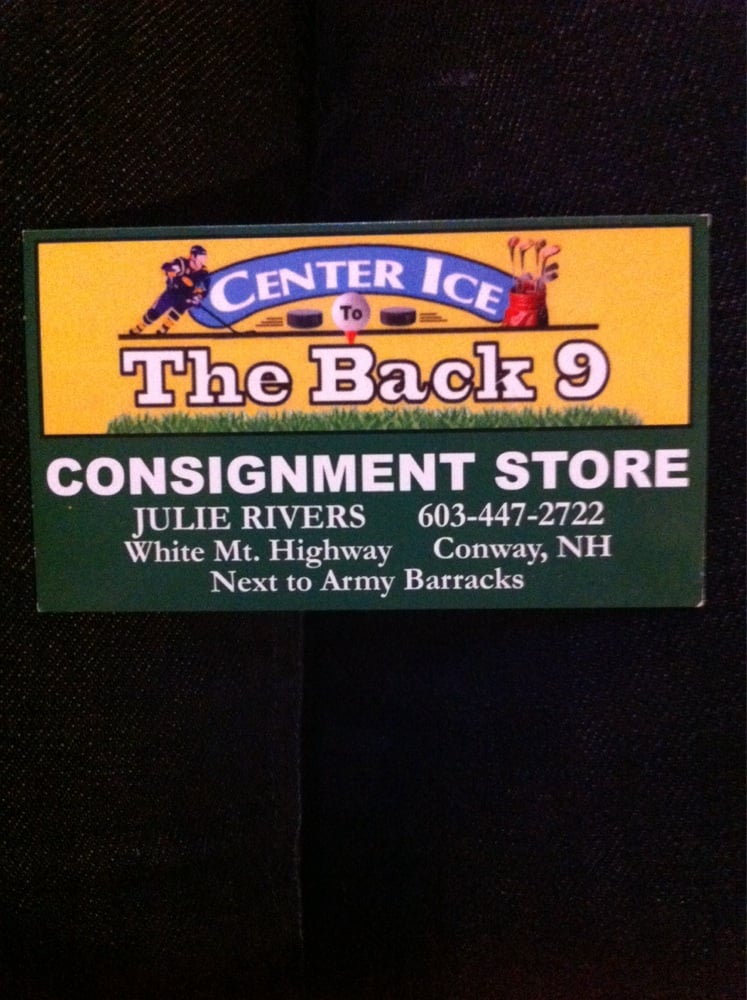 CENTER ICE
To
The Back 9
CONSIGNMENT STORE
JULIE RIVERS 603-447-2722
White Mt. Highway Conway, NH
Next to Army Barracks